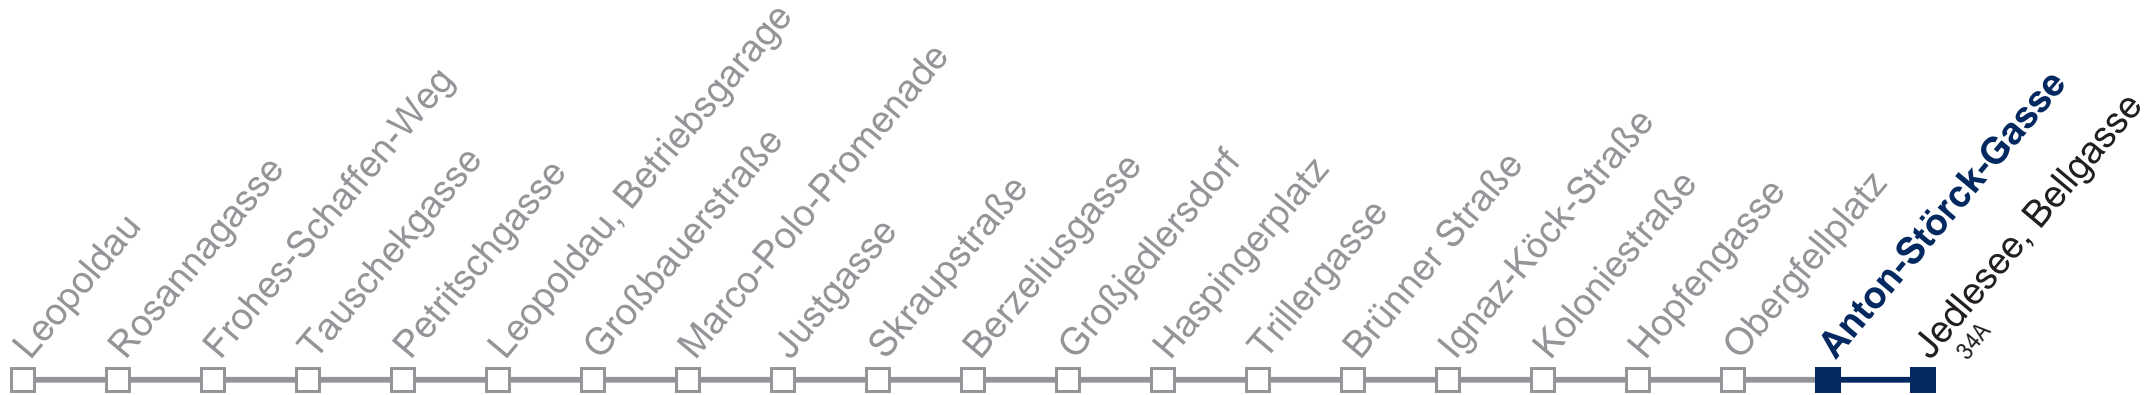 Leopoldau
Rosannagasse
Frohes-Schaffen-Weg
Tauschekgasse
Petritschgasse
Leopoldau, Betriebsgarage
Großbauerstraße
Marco-Polo-Promenade
Justgasse
Skraupstraße
Berzeliusgasse
Großjedlersdorf
Haspingerplatz
Trillergasse
Brünner Straße
Ignaz-Köck-Straße
Koloniestraße
Hopfengasse
Obergfellplatz
Anton-Störck-Gasse
Jedlesee, Bellgasse
34A